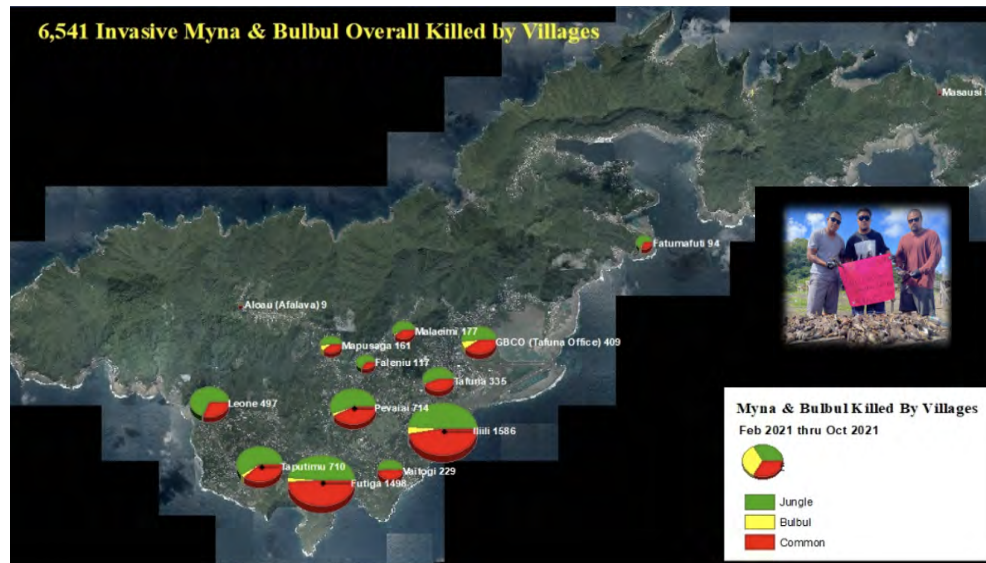 6,541 Invasive Myna & Bulbul Overall Killed by Villages
Masausi
Fatumafuti 94
Aloau (Afalava) 9
Malaeimi 177
Mapusaga 161
GBCO (Tafuna Office) 409
Faleniu 117
Tafuna 335
Leone 497
Pevaiai 714
Iliili 1586
Taputimu 710
Vaitogi 229
Futiga 1498
Myna & Bulbul Killed By Villages
Feb 2021 thru Oct 2021
Jungle
Bulbul
Common